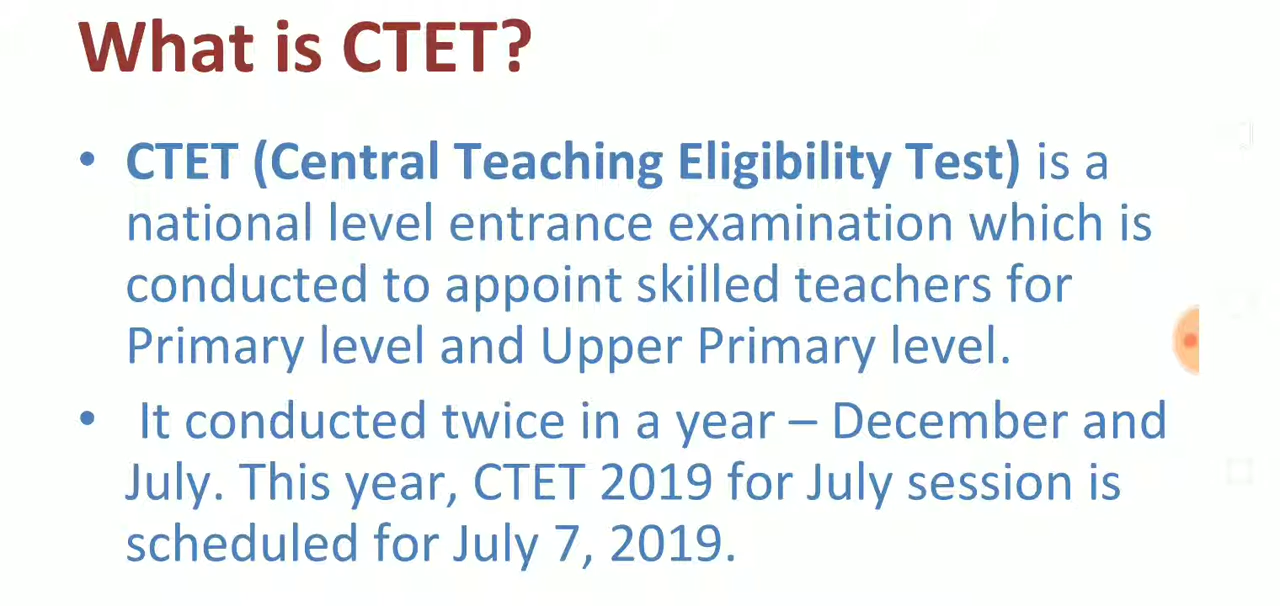 What is CTET?
• CTET (Central Teaching Eligibility Test) is a
national level entrance examination which is
conducted to appoint skilled teachers for
Primary level and Upper Primary level.
• It conducted twice in a year – December and
July. This year, CTET 2019 for July session is
scheduled for July 7, 2019.